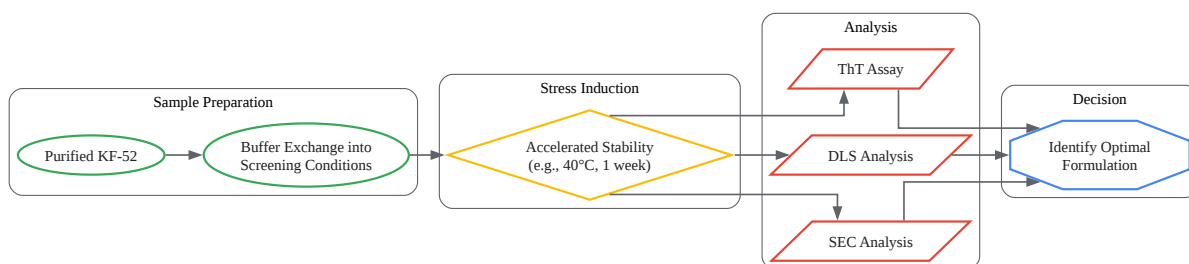 Sample Preparation
Purified KF-52
Buffer Exchange into
Screening Conditions
Stress Induction
Accelerated Stability
(e.g., 40°C, 1 week)
Analysis
ThT Assay
DLS Analysis
SEC Analysis
Decision
Identify Optimal
Formulation